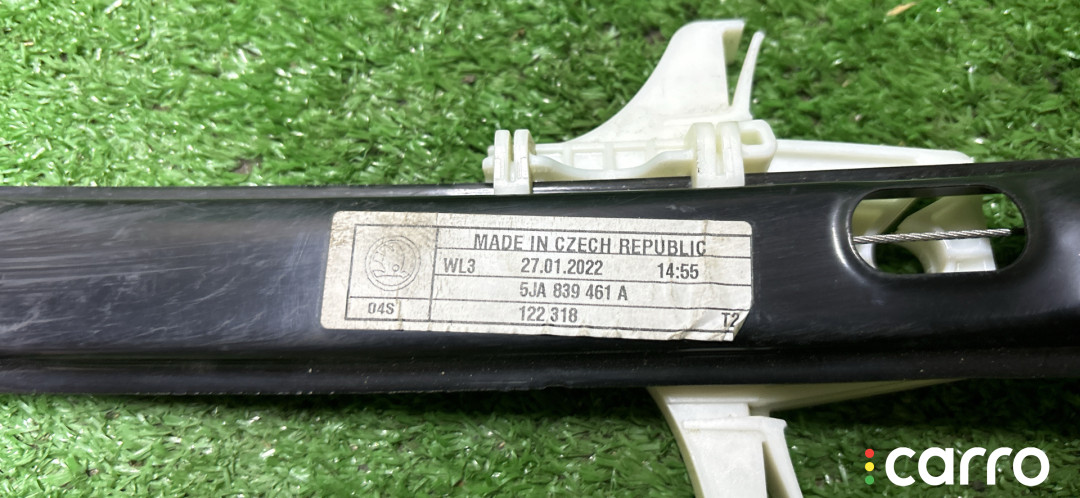 MADE IN CZECH REPUBLIC
WL3 27.01.2022 14:55
5JA 839 461 A
04S 122 318 T2
carro